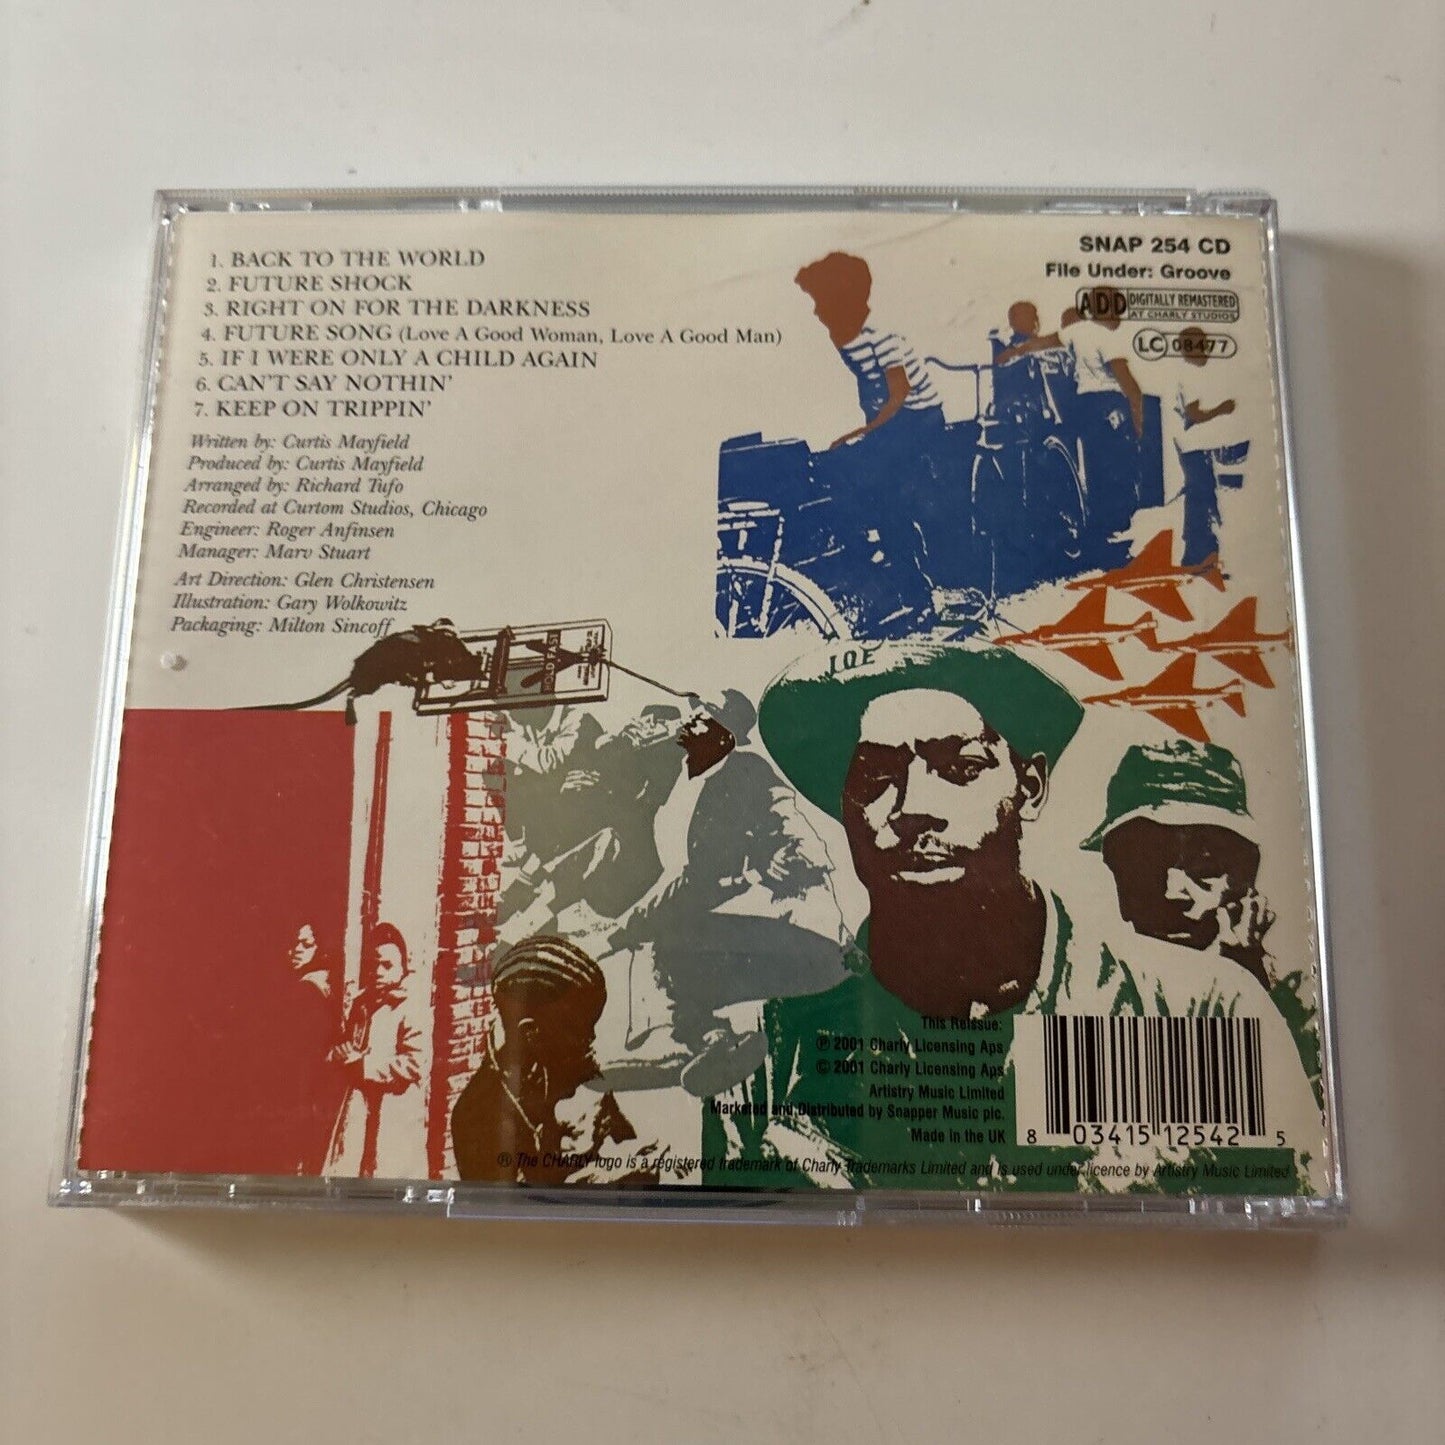 1. BACK TO THE WORLD
2. FUTURE SHOCK
3. RIGHT ON FOR THE DARKNESS
4. FUTURE SONG (Love A Good Woman, Love A Good Man)
5. IF I WERE ONLY A CHILD AGAIN
6. CAN'T SAY NOTHIN'
7. KEEP ON TRIPPIN'
Written by: Curtis Mayfield
Produced by: Curtis Mayfield
Arranged by: Richard Tufo
Recorded at Curtom Studios, Chicago
Engineer: Roger Anfinsen
Manager: Marv Stuart
Art Direction: Glen Christensen
Illustration: Gary Wolkowitz
Packaging: Milton Sincoff
SNAP 254 CD
File Under: Groove
ADD DIGITALLY REMASTERED
AT CHARLY STUDIOS
LC 08477
HOLD FAST
JOE
This Reissue:
℗ 2001 Charly Licensing Aps
© 2001 Charly Licensing Aps
Artistry Music Limited
Marketed and Distributed by Snapper Music plc.
Made in the UK
8 03415 12542 5
® The CHARLY logo is a registered trademark of Charly Trademarks Limited and is used under licence by Artistry Music Limited